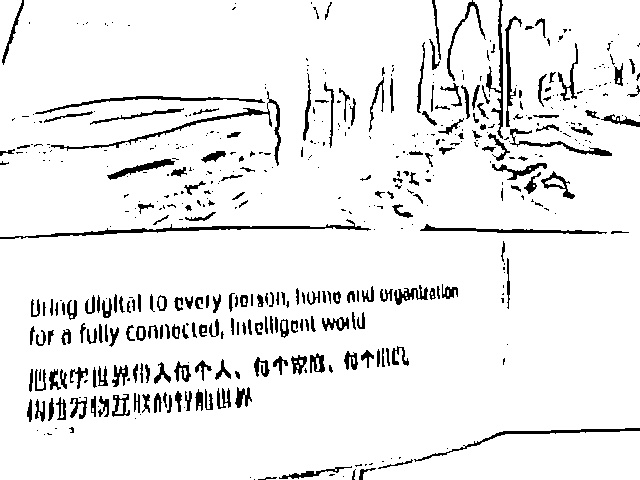 Bring digital to every person, home and organization
for a fully connected, intelligent world
把数字世界带入每个人、每个家庭、每个组织
构建万物互联的智能世界